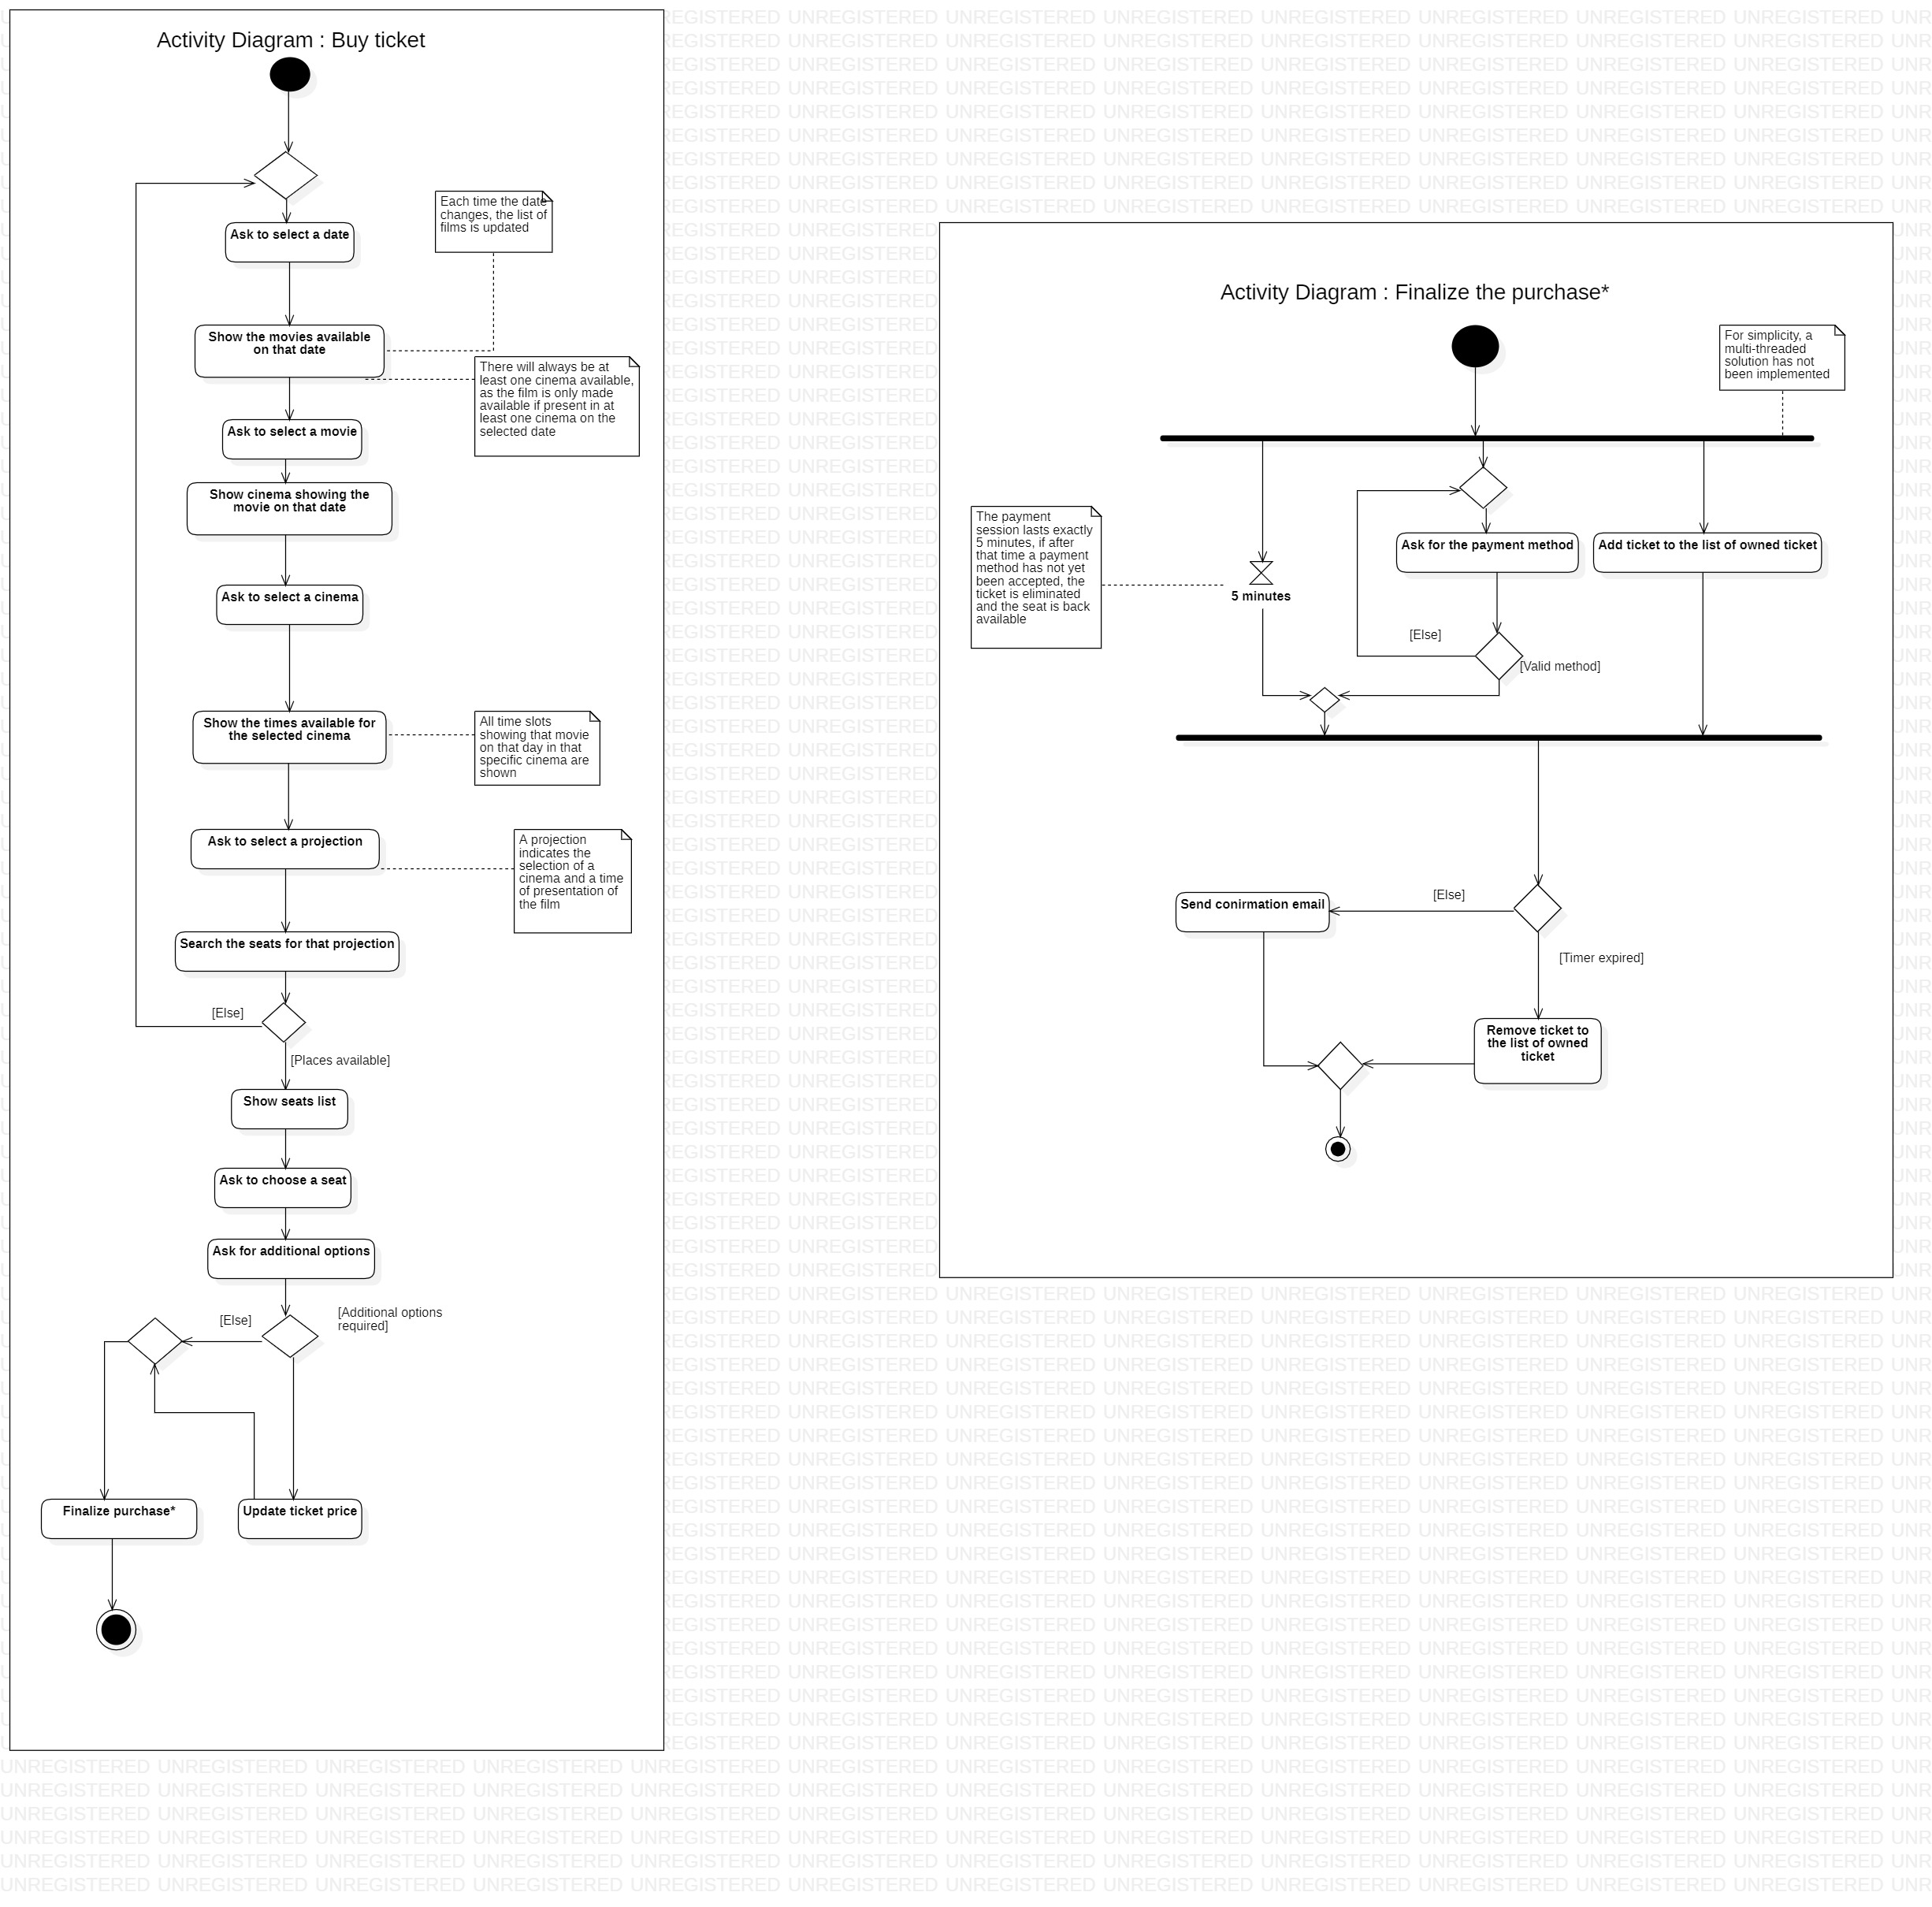 Activity Diagram : Buy ticket
Each time the date
changes, the list of
films is updated
Ask to select a date
Show the movies available
on that date
There will always be at
least one cinema available,
as the film is only made
available if present in at
least one cinema on the
selected date
Ask to select a movie
Show cinema showing the
movie on that date
Ask to select a cinema
Show the times available for
the selected cinema
All time slots
showing that movie
on that day in that
specific cinema are
shown
Ask to select a projection
A projection
indicates the
selection of a
cinema and a time
of presentation of
the film
Search the seats for that projection
[Else]
[Places available]
Show seats list
Ask to choose a seat
Ask for additional options
[Else]
[Additional options
required]
Finalize purchase*
Update ticket price
Activity Diagram : Finalize the purchase*
For simplicity, a
multi-threaded
solution has not
been implemented
The payment
session lasts exactly
5 minutes, if after
that time a payment
method has not yet
been accepted, the
ticket is eliminated
and the seat is back
available
5 minutes
Ask for the payment method
Add ticket to the list of owned ticket
[Else]
[Valid method]
Send conirmation email
[Else]
[Timer expired]
Remove ticket to
the list of owned
ticket
UNREGISTERED